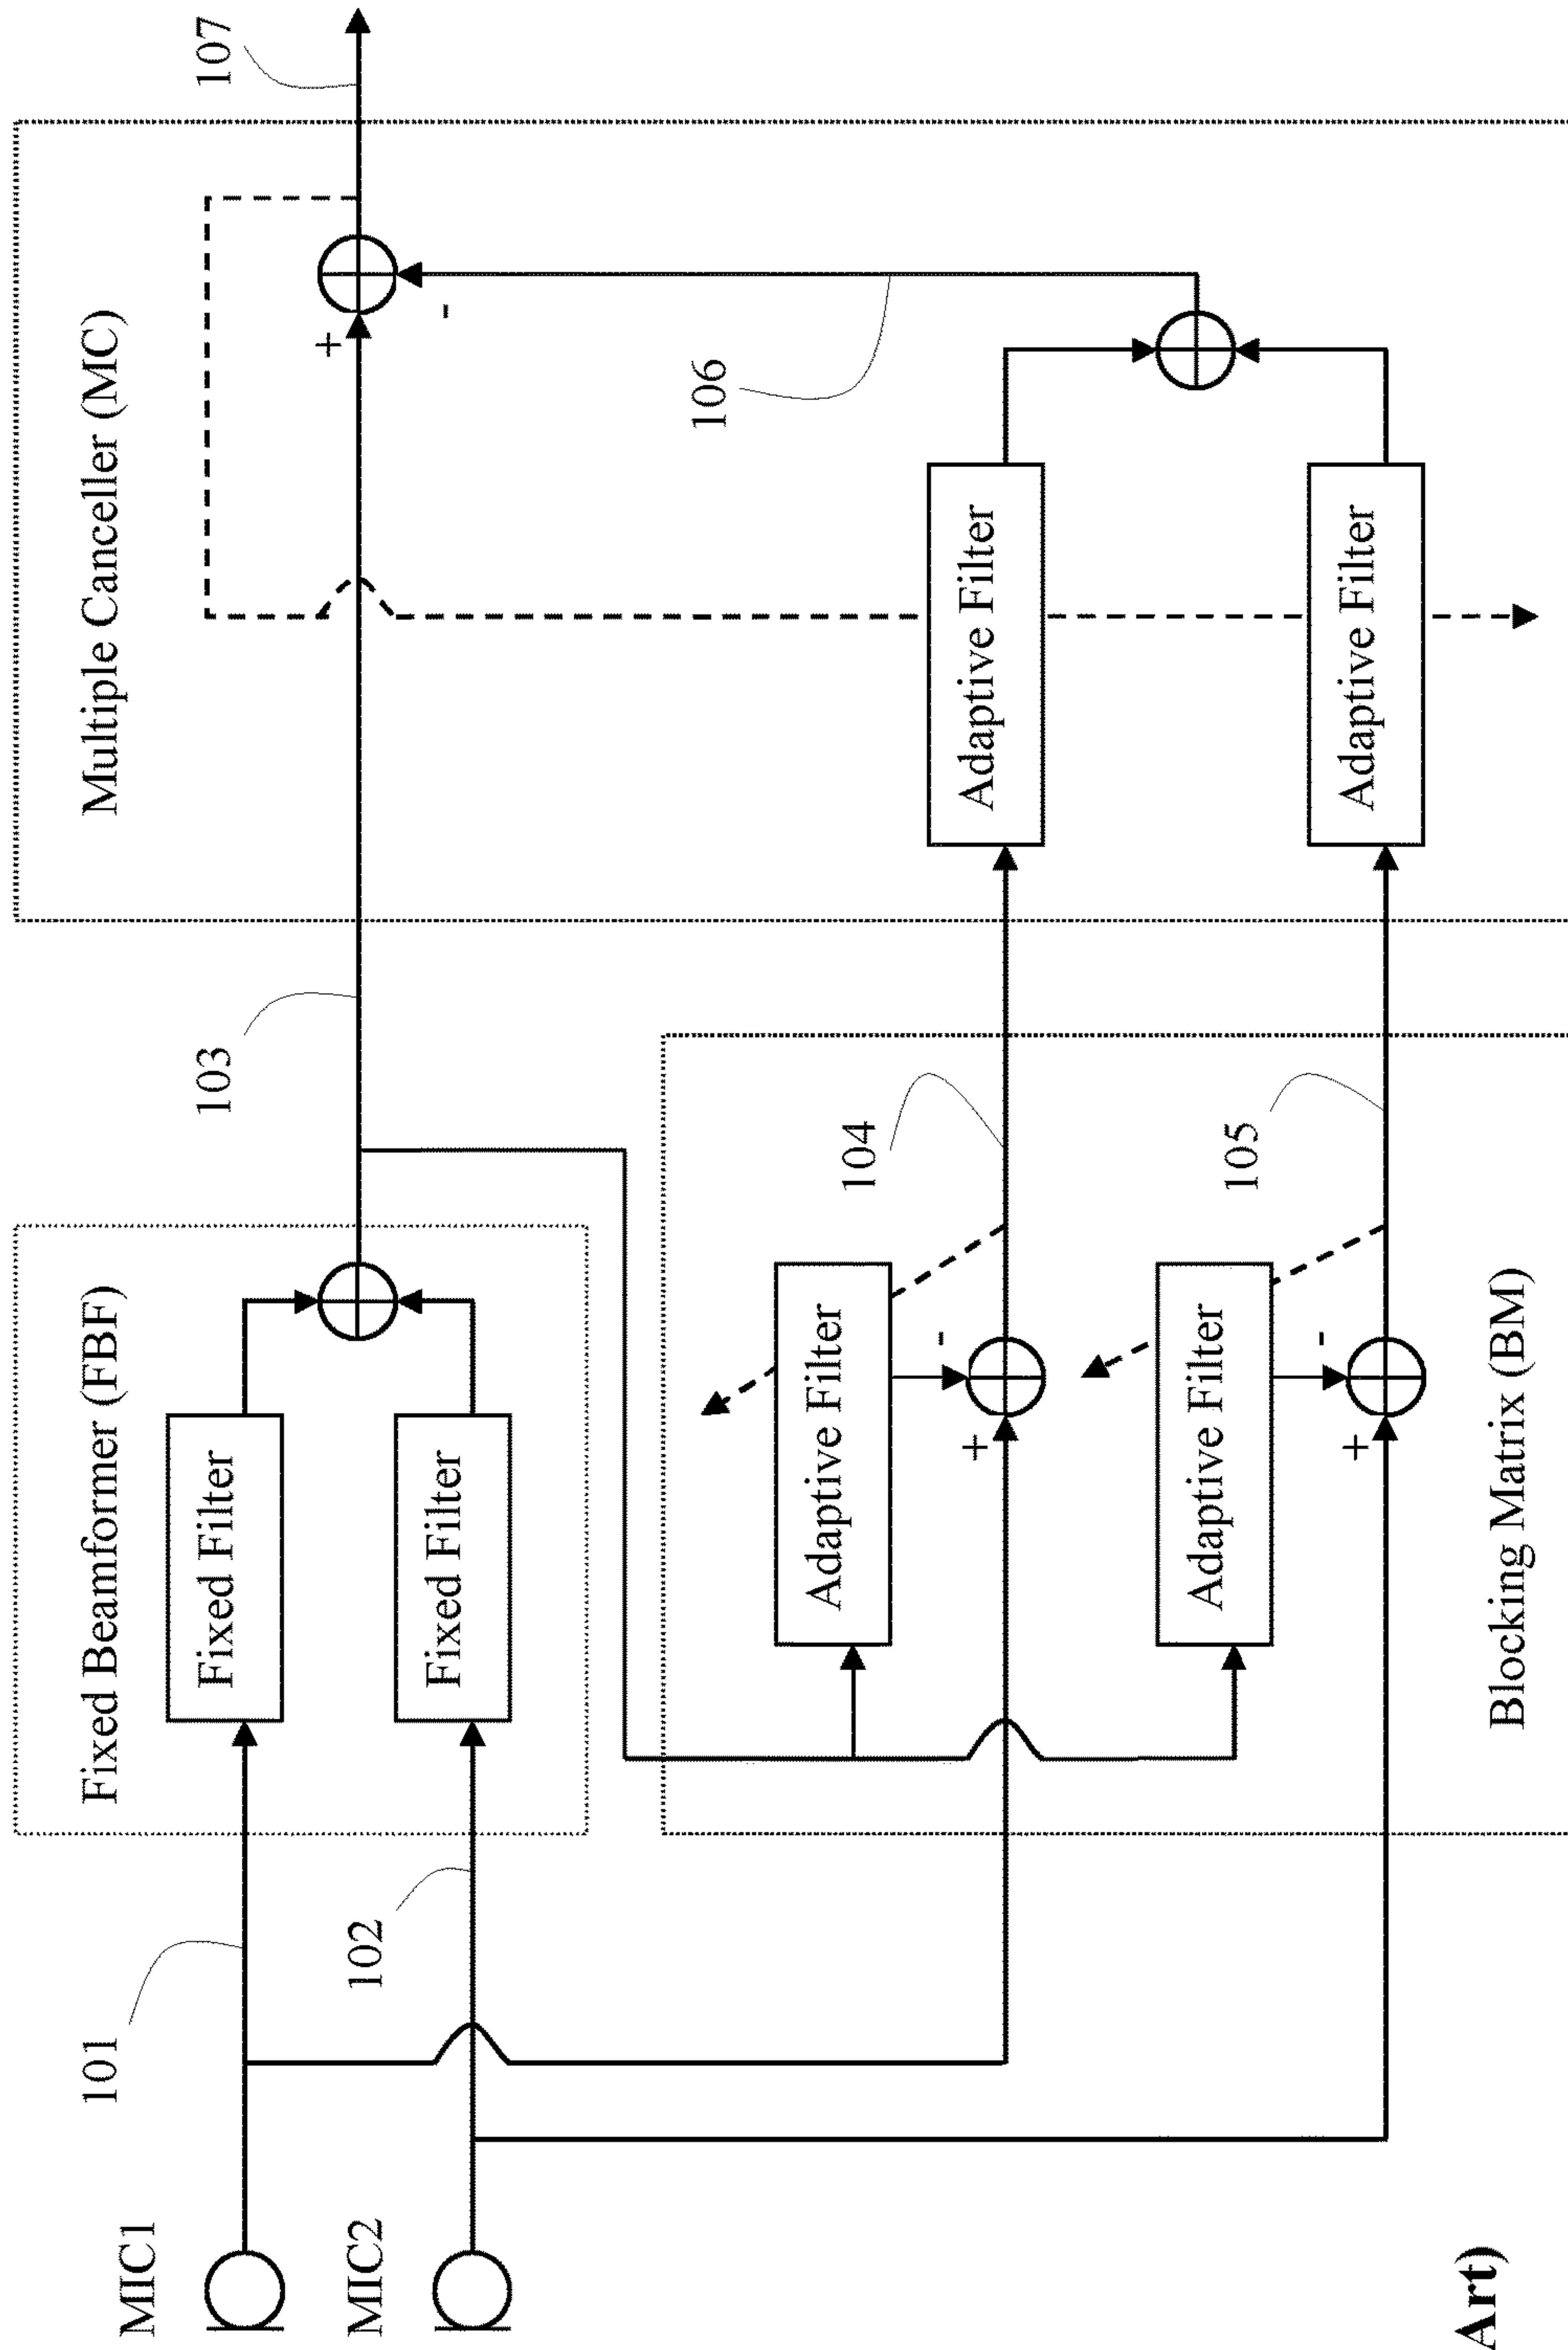 Fixed Beamformer (FBF)
Multiple Canceller (MC)
MIC1
101
Fixed Filter
103
107
+
MIC2
102
Fixed Filter
-
106
Adaptive Filter
104
Adaptive Filter
-
+
Adaptive Filter
105
Adaptive Filter
-
+
Blocking Matrix (BM)
Art)